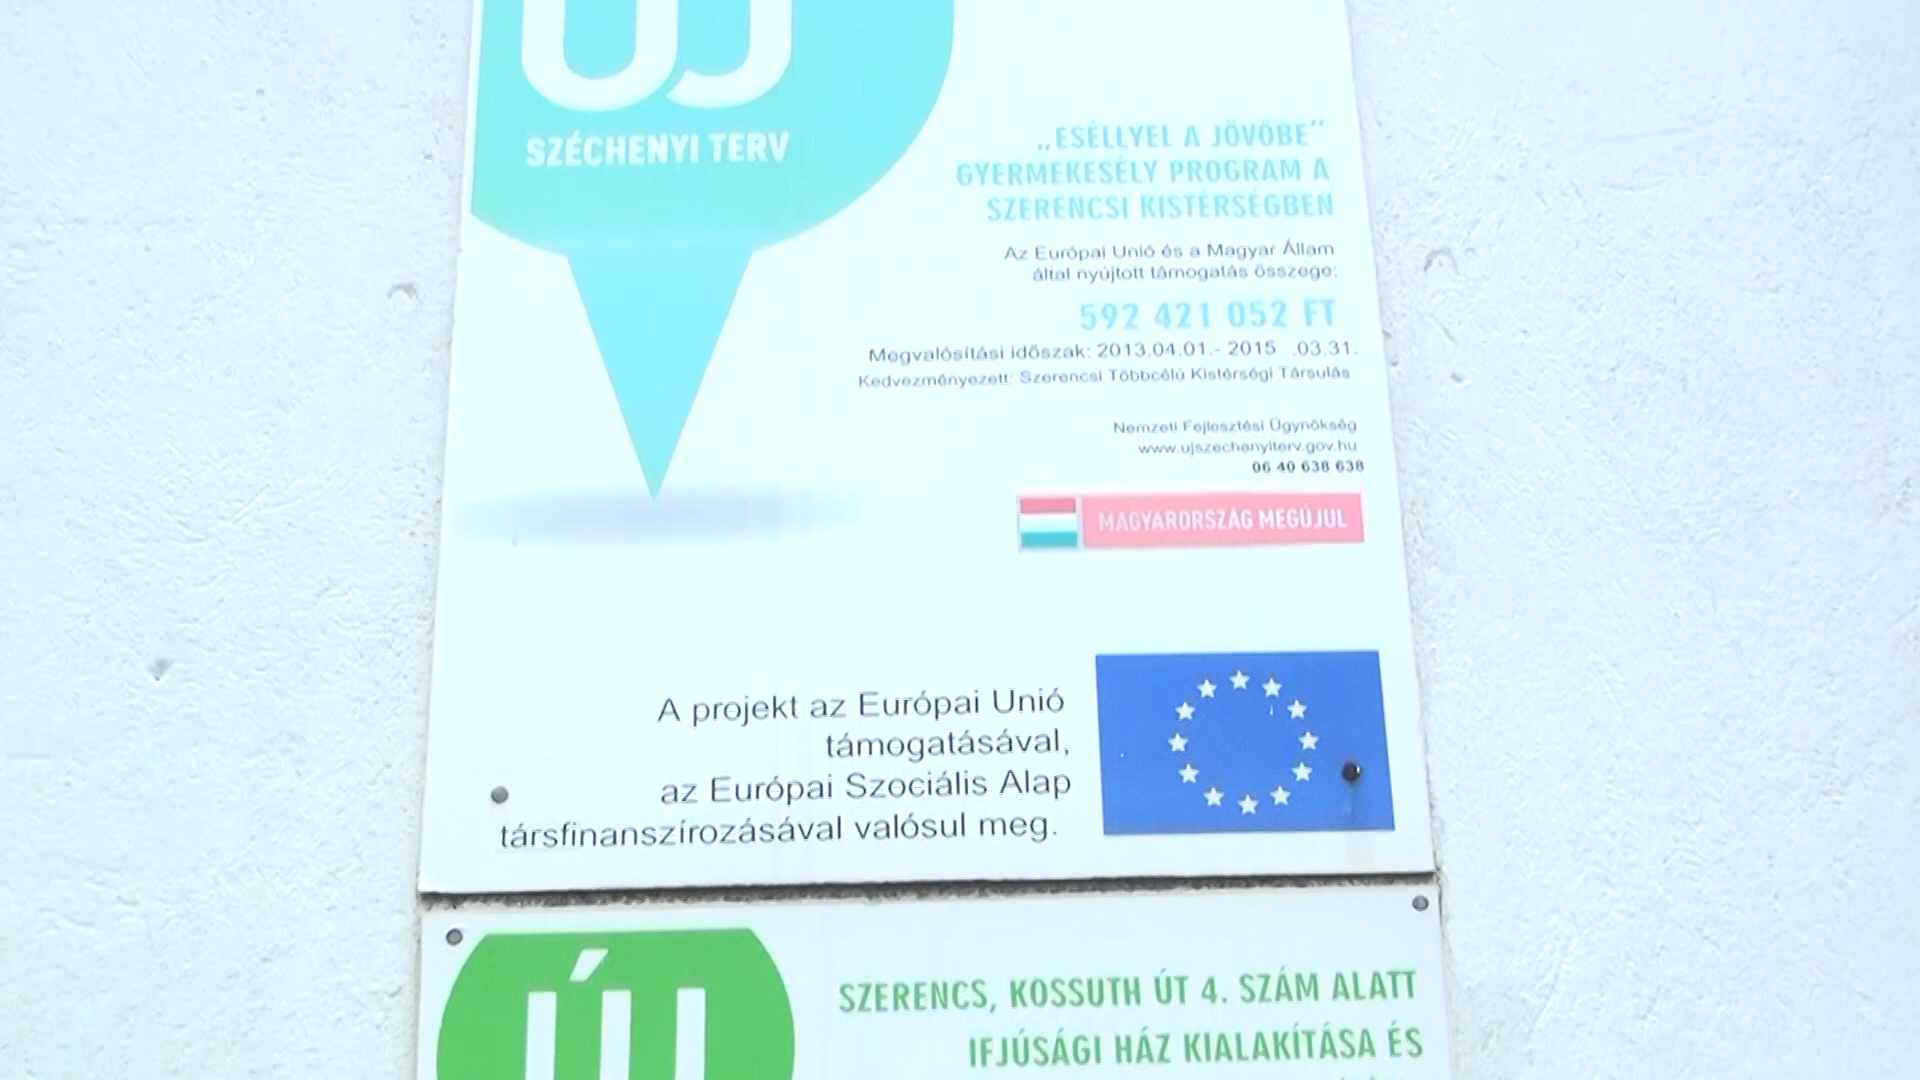 ÚJ
SZÉCHENYI TERV
„ESÉLLYEL A JÖVŐBE”
GYERMEKESÉLY PROGRAM A
SZERENCSI KISTÉRSÉGBEN
Az Európai Unió és a Magyar Állam
által nyújtott támogatás összege:
592 421 052 FT
Megvalósítási időszak: 2013.04.01.- 2015 .03.31.
Kedvezményezett: Szerencsi Többcélú Kistérségi Társulás
Nemzeti Fejlesztési Ügynökség
www.ujszechenyiterv.gov.hu
06 40 638 638
MAGYARORSZÁG MEGÚJUL
A projekt az Európai Unió
támogatásával,
az Európai Szociális Alap
társfinanszírozásával valósul meg.
ÚJ
SZERENCS, KOSSUTH ÚT 4. SZÁM ALATT
IFJÚSÁGI HÁZ KIALAKÍTÁSA ÉS